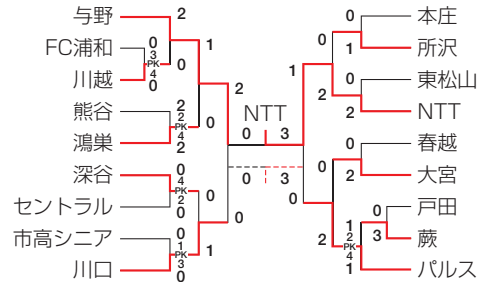 与野
FC浦和
川越
熊谷
鴻巣
深谷
セントラル
市高シニア
川口
2
0
3
PK
4
0
0
1
2
2
PK
4
2
0
2
0
4
PK
2
0
0
0
1
PK
3
0
1
0
NTT
0 3
0 3
本庄
所沢
東松山
NTT
春越
大宮
戸田
蕨
パルス
0
1
0
1
0
2
2
0
2
0
0
0
3
2
1
2
PK
4
1